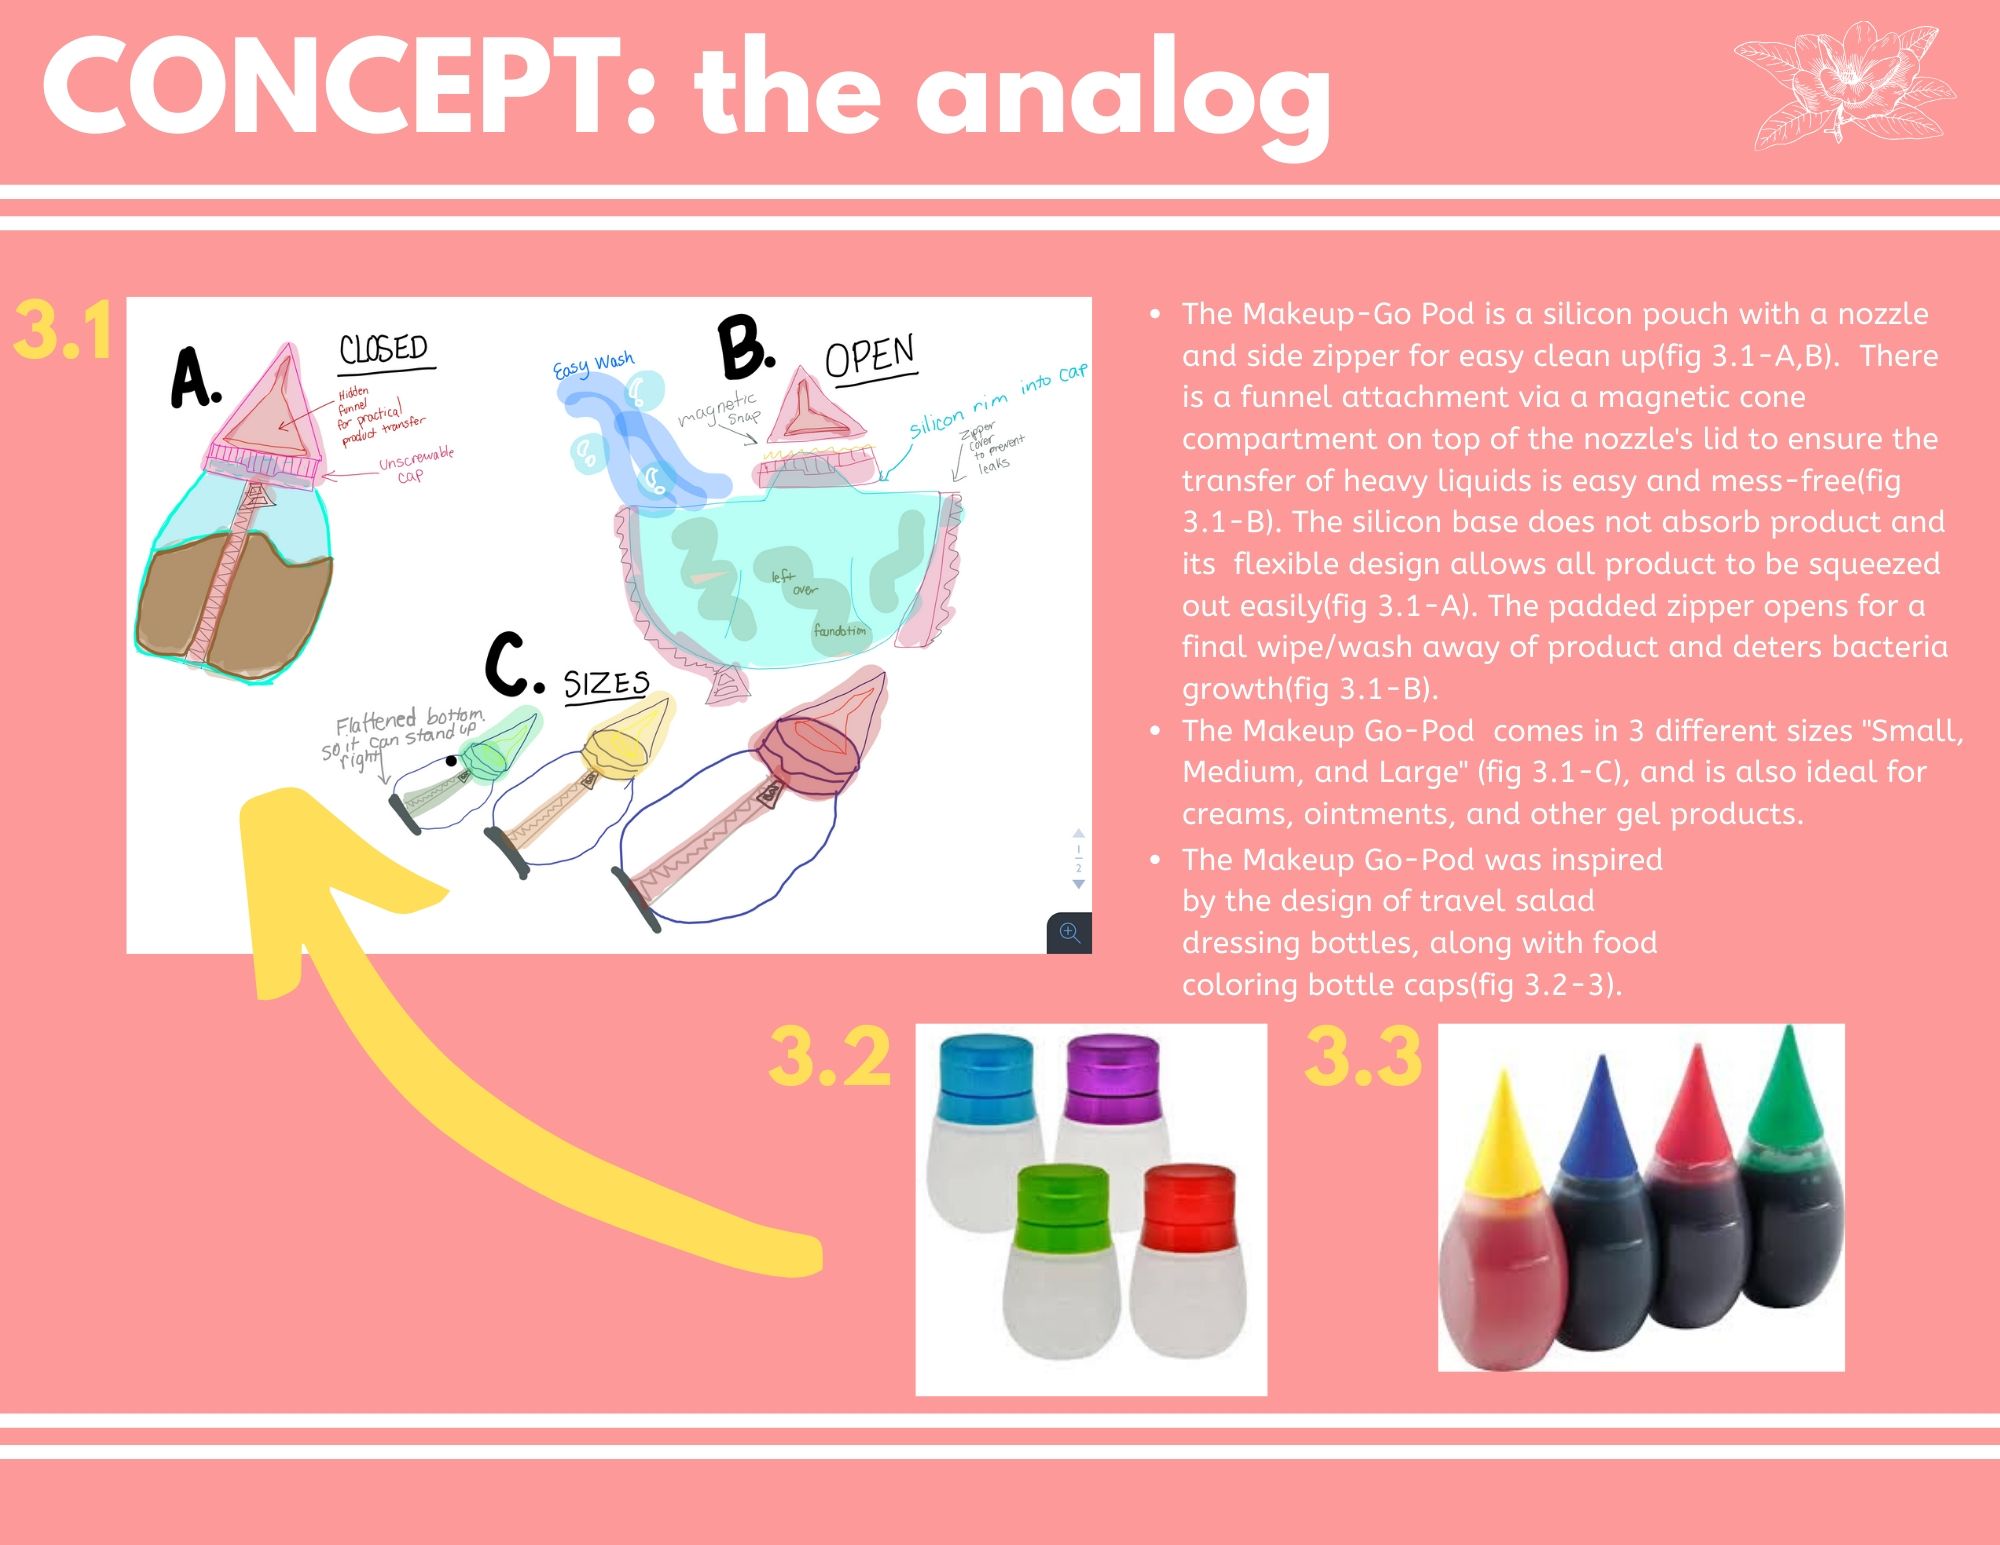 CONCEPT: the analog
3.1
A.
CLOSED
Hidden
funnel
for practical
product transfer
Unscrewable
cap
B.
OPEN
Easy Wash
magnetic
snap
silicon rim into cap
zipper
cover
to prevent
leaks
left
over
foundation
C.
SIZES
Flattened bottom.
so it can stand up
right
1
2
• The Makeup-Go Pod is a silicon pouch with a nozzle
and side zipper for easy clean up(fig 3.1-A,B).  There
is a funnel attachment via a magnetic cone
compartment on top of the nozzle's lid to ensure the
transfer of heavy liquids is easy and mess-free(fig
3.1-B). The silicon base does not absorb product and
its  flexible design allows all product to be squeezed
out easily(fig 3.1-A). The padded zipper opens for a
final wipe/wash away of product and deters bacteria
growth(fig 3.1-B).
• The Makeup Go-Pod  comes in 3 different sizes "Small,
Medium, and Large" (fig 3.1-C), and is also ideal for
creams, ointments, and other gel products.
• The Makeup Go-Pod was inspired
by the design of travel salad
dressing bottles, along with food
coloring bottle caps(fig 3.2-3).
3.2
3.3